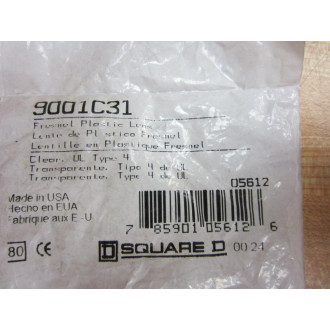 9001C31
Fresnel Plastic Lens
Lente de Plastico Fresnel
Lentille en Plastique Fresnel
Clear, UL Type 4
Transparente, Tipo 4 de UL
Transparente, Type 4 de UL
05612
Made in USA
Hecho en EUA
Fabrique aux E-U
7 85901 05612 6
80 CE D SQUARE D 00 24